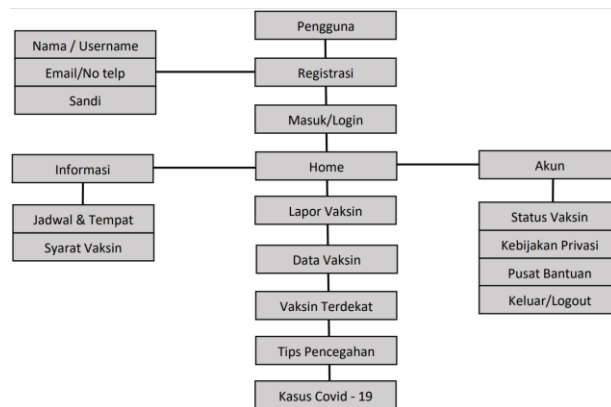 Pengguna
Nama / Username
Email/No telp
Sandi
Registrasi
Masuk/Login
Informasi
Home
Akun
Jadwal & Tempat
Syarat Vaksin
Lapor Vaksin
Data Vaksin
Vaksin Terdekat
Tips Pencegahan
Kasus Covid - 19
Status Vaksin
Kebijakan Privasi
Pusat Bantuan
Keluar/Logout